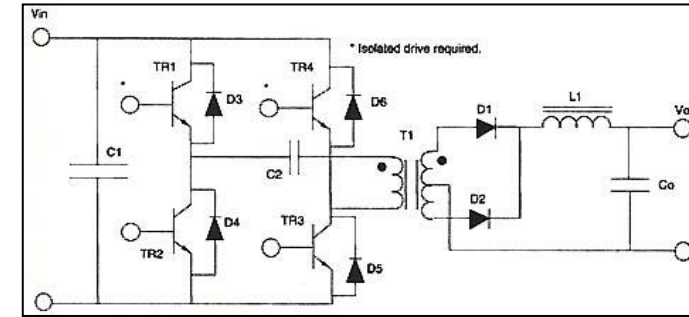 Vin
* Isolated drive required.
TR1
TR4
*
*
D3
D6
D1
L1
Vo
T1
C1
C2
D2
Co
D4
TR3
TR2
D5